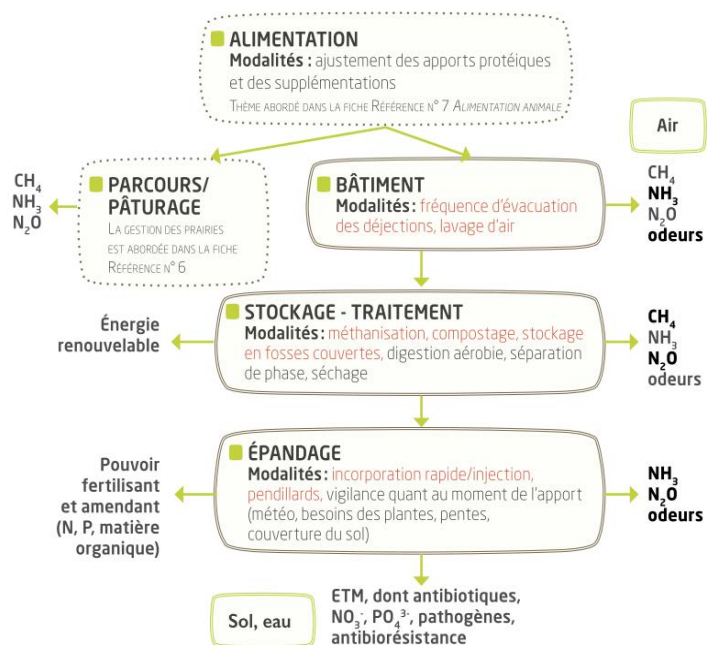 ALIMENTATION
Modalités : ajustement des apports protéiques
et des supplémentations
THÈME ABORDÉ DANS LA FICHE RÉFÉRENCE N° 7 ALIMENTATION ANIMALE
Air
CH₄
NH₃
N₂O
PARCOURS/
PÂTURAGE
LA GESTION DES PRAIRIES
EST ABORDÉE DANS LA FICHE
RÉFÉRENCE N° 6
BÂTIMENT
Modalités : fréquence d'évacuation
des déjections, lavage d'air
CH₄
NH₃
N₂O
odeurs
Énergie
renouvelable
STOCKAGE - TRAITEMENT
Modalités : méthanisation, compostage, stockage
en fosses couvertes, digestion aérobie, séparation
de phase, séchage
CH₄
NH₃
N₂O
odeurs
Pouvoir
fertilisant
et amendant
(N, P, matière
organique)
ÉPANDAGE
Modalités : incorporation rapide/injection,
pendillards, vigilance quant au moment de l'apport
(météo, besoins des plantes, pentes,
couverture du sol)
NH₃
N₂O
odeurs
Sol, eau
ETM, dont antibiotiques,
NO₃⁻, PO₄³⁻, pathogènes,
antibiorésistance